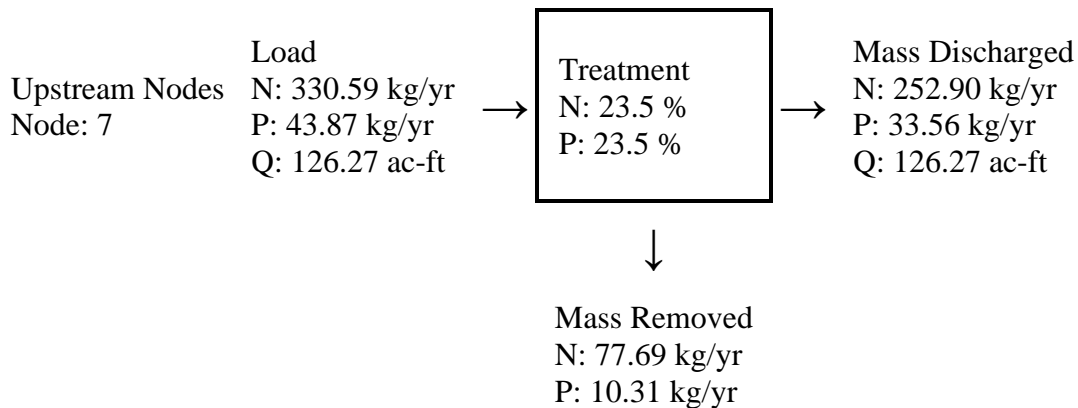 Upstream Nodes
Node: 7
Load
N: 330.59 kg/yr
P: 43.87 kg/yr
Q: 126.27 ac-ft
→
Treatment
N: 23.5 %
P: 23.5 %
→
Mass Discharged
N: 252.90 kg/yr
P: 33.56 kg/yr
Q: 126.27 ac-ft
↓
Mass Removed
N: 77.69 kg/yr
P: 10.31 kg/yr